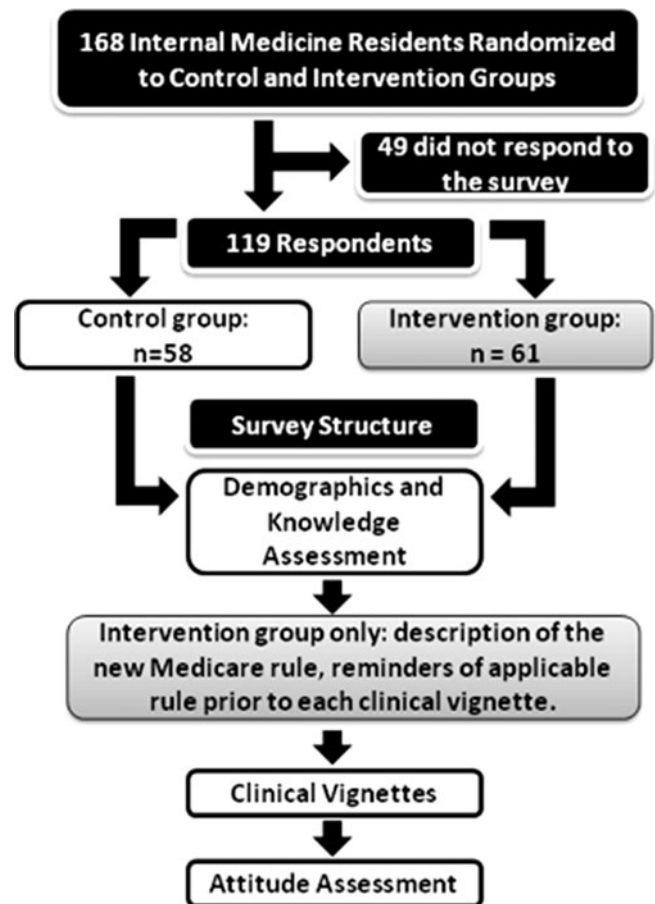 168 Internal Medicine Residents Randomized
to Control and Intervention Groups
49 did not respond to
the survey
119 Respondents
Control group:
n=58
Intervention group:
n = 61
Survey Structure
Demographics and
Knowledge
Assessment
Intervention group only: description of the
new Medicare rule, reminders of applicable
rule prior to each clinical vignette.
Clinical Vignettes
Attitude Assessment